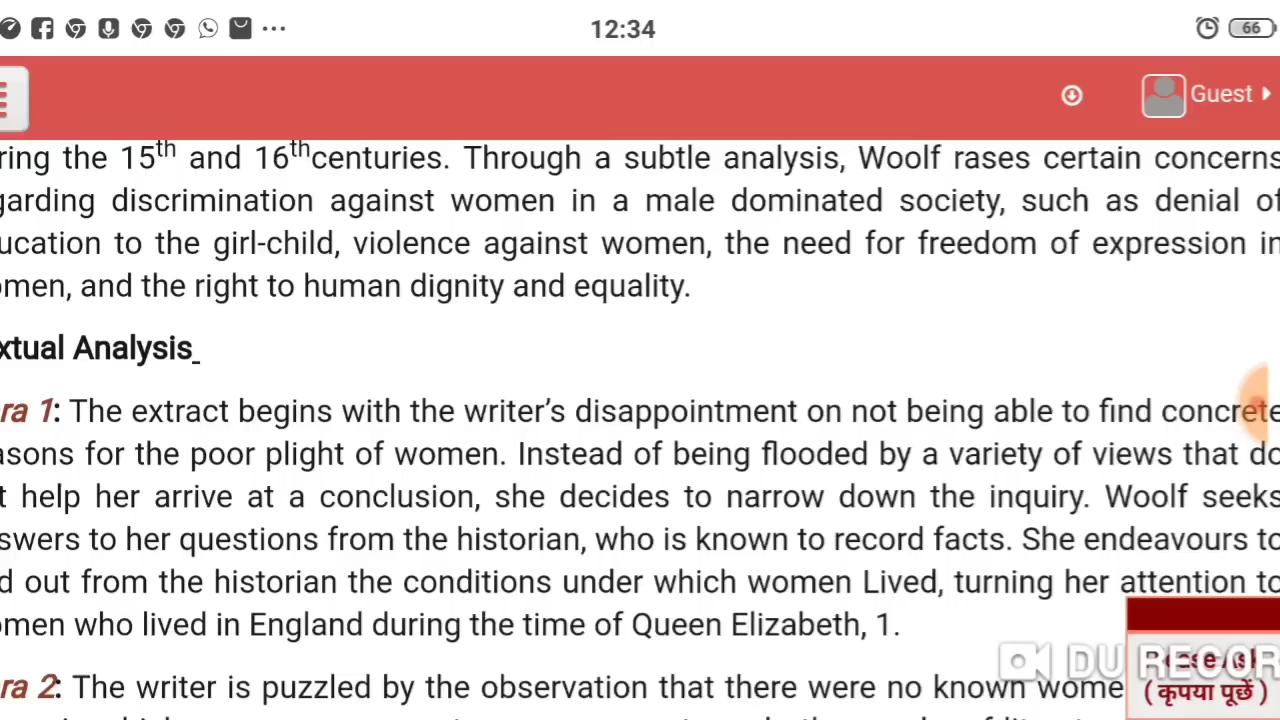 12:34
66
Guest
ring the 15th and 16thcenturies. Through a subtle analysis, Woolf rases certain concerns
garding discrimination against women in a male dominated society, such as denial of
ucation to the girl-child, violence against women, the need for freedom of expression in
omen, and the right to human dignity and equality.
xtual Analysis
ra 1: The extract begins with the writer's disappointment on not being able to find concrete
asons for the poor plight of women. Instead of being flooded by a variety of views that do
t help her arrive at a conclusion, she decides to narrow down the inquiry. Woolf seeks
swers to her questions from the historian, who is known to record facts. She endeavours to
d out from the historian the conditions under which women Lived, turning her attention to
omen who lived in England during the time of Queen Elizabeth, 1.
DU RECOR
ra 2: The writer is puzzled by the observation that there were no known wome
(कृपया पूछें)